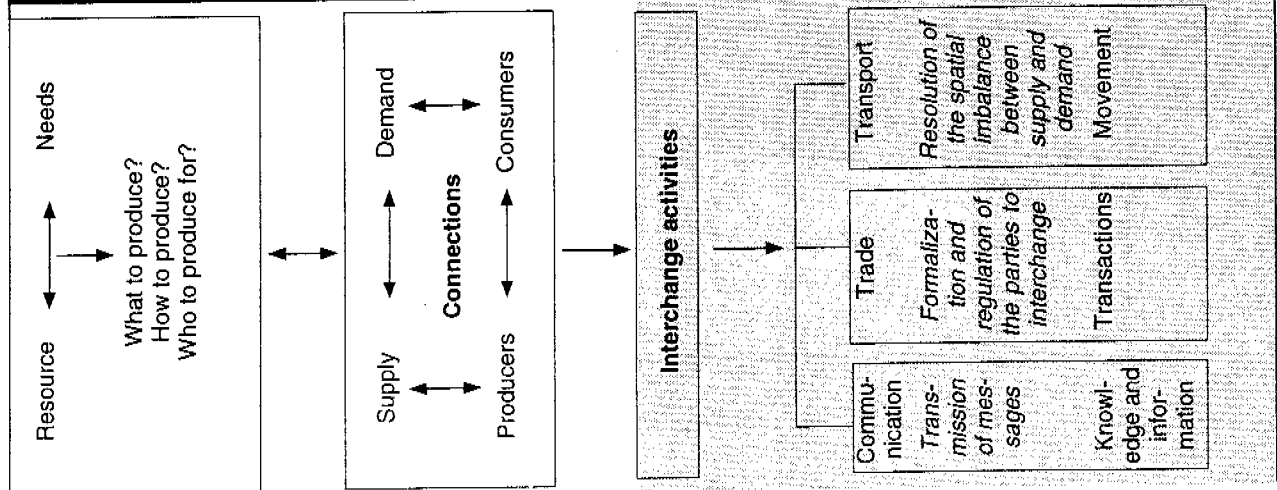 Resource Needs
What to produce?
How to produce?
Who to produce for?
Supply Demand
Connections
Producers Consumers
Interchange activities
Commu-
nication
Trans-
mission
of mes-
sages
Knowl-
edge and
infor-
mation
Trade
Formaliza-
tion and
regulation of
the parties to
interchange
Transactions
Transport
Resolution of
the spatial
imbalance
between
supply and
demand
Movement